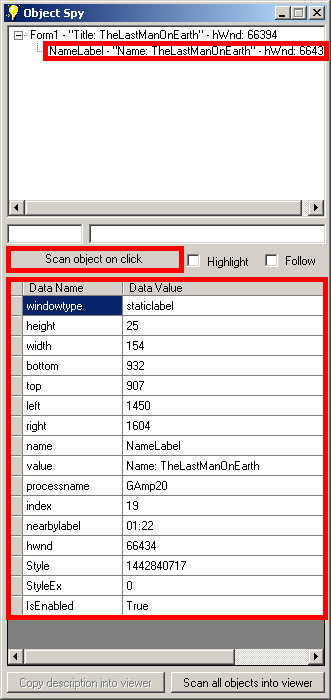 Object Spy
Form1 - "Title: TheLastManOnEarth" - hWnd: 66394
NameLabel - "Name: TheLastManOnEarth" - hWnd: 6643
Scan object on click
Highlight
Follow
Data Name Data Value
windowtype staticlabel
height 25
width 154
bottom 932
top 907
left 1450
right 1604
name NameLabel
value Name: TheLastManOnEarth
processname GAmp20
index 19
nearbylabel 01:22
hwnd 66434
Style 1442840717
StyleEx 0
IsEnabled True
Copy description into viewer
Scan all objects into viewer